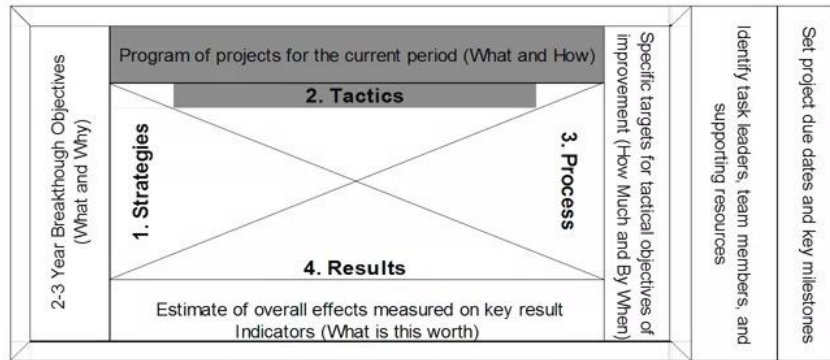 Program of projects for the current period (What and How)
2. Tactics
2-3 Year Breakthough Objectives
(What and Why)
1. Strategies
3. Process
4. Results
Estimate of overall effects measured on key result
Indicators (What is this worth)
Specific targets for tactical objectives of
improvement (How Much and By When)
Identify task leaders, team members, and
supporting resources
Set project due dates and key milestones